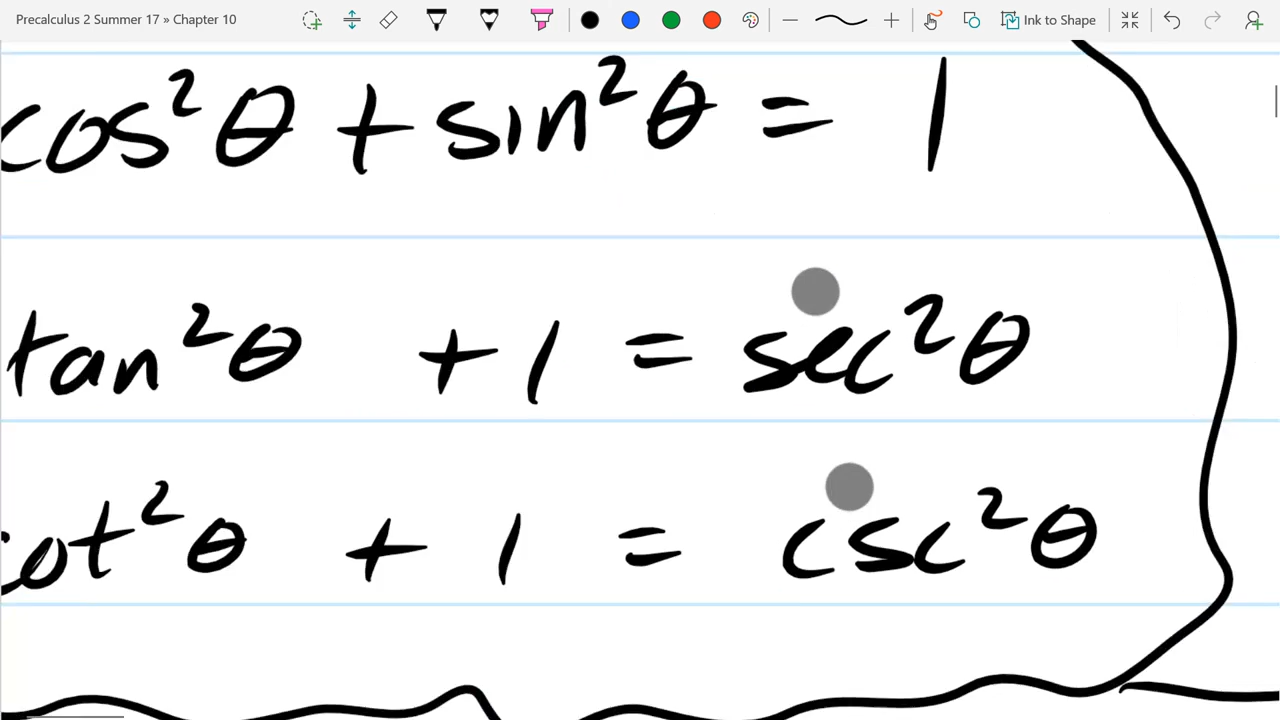 Precalculus 2 Summer 17 » Chapter 10
Ink to Shape
cos²θ + sin²θ = 1
tan²θ + 1 = sec²θ
cot²θ + 1 = csc²θ